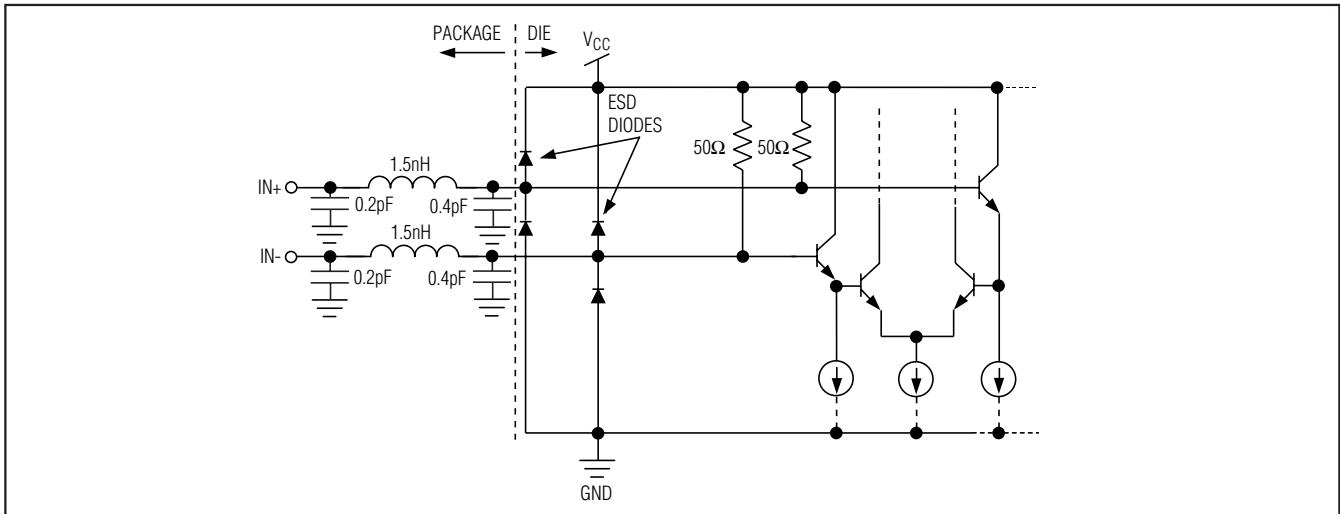 PACKAGE
DIE
VCC
ESD
DIODES
50Ω
50Ω
1.5nH
IN+
0.2pF
0.4pF
1.5nH
IN-
0.2pF
0.4pF
GND